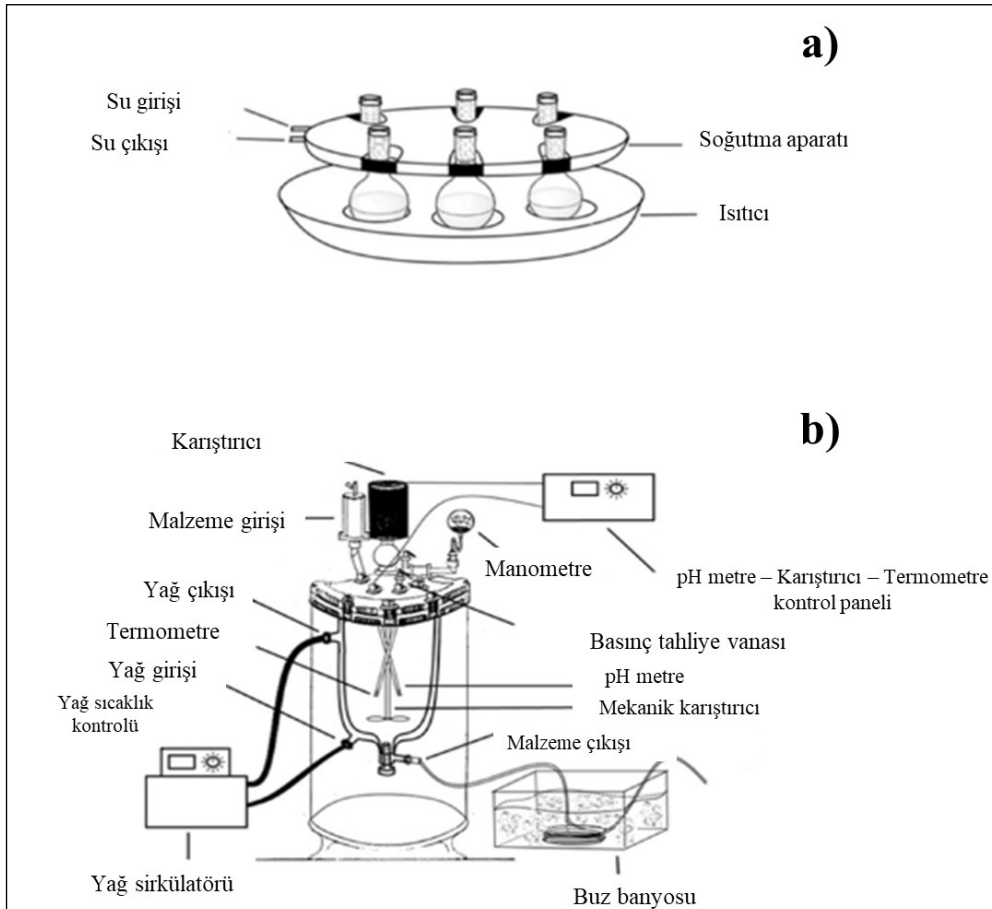 a)
Su girişi
Su çıkışı
Soğutma aparatı
Isıtıcı
b)
Karıştırıcı
Malzeme girişi
Manometre
pH metre – Karıştırıcı – Termometre
kontrol paneli
Yağ çıkışı
Termometre
Basınç tahliye vanası
Yağ girişi
pH metre
Yağ sıcaklık
kontrolü
Mekanik karıştırıcı
Malzeme çıkışı
Yağ sirkülatörü
Buz banyosu